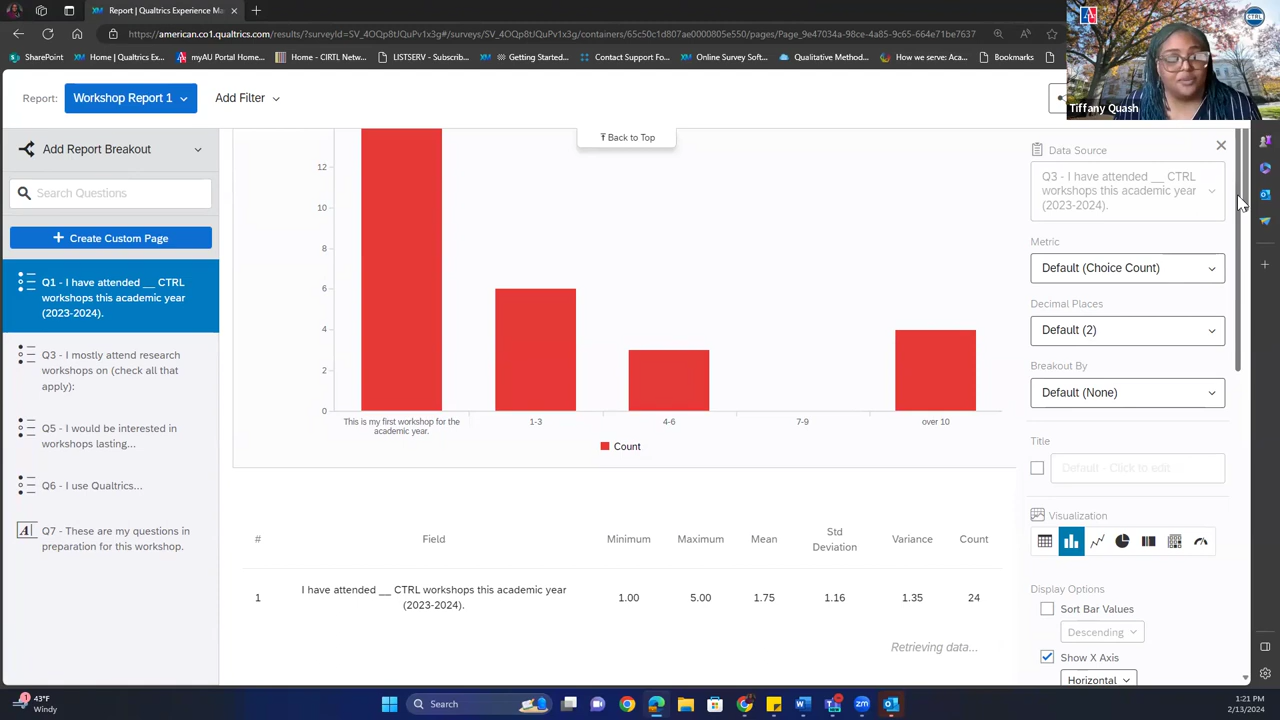 Report | Qualtrics Experience Ma
https://american.co1.qualtrics.com/results/?surveyId=SV_4OQp8tUQuPv1x3g#/surveys/SV_4OQp8tUQuPv1x3g/containers/65c50c1d807ae0000805e550/pages/Page_9e47034a-98ce-4a85-9c65-664e71be7637
SharePoint
Home | Qualtrics Ex...
myAU Portal Home...
Home - CIRTL Netw...
LISTSERV - Subscrib...
Getting Started...
Contact Support Fo...
Online Survey Soft...
Qualitative Method...
How we serve: Aca...
Bookmarks
CTRL
Tiffany Quash
Report:
Workshop Report 1
Add Filter
Add Report Breakout
Search Questions
+ Create Custom Page
Q1 - I have attended __ CTRL
workshops this academic year
(2023-2024).
Q3 - I mostly attend research
workshops on (check all that
apply):
Q5 - I would be interested in
workshops lasting...
Q6 - I use Qualtrics...
A
Q7 - These are my questions in
preparation for this workshop.
Back to Top
12
10
8
6
4
2
0
This is my first workshop for the
academic year.
1-3
4-6
7-9
over 10
Count
# Field Minimum Maximum Mean Std Deviation Variance Count
1 I have attended __ CTRL workshops this academic year (2023-2024). 1.00 5.00 1.75 1.16 1.35 24
Retrieving data...
Data Source
Q3 - I have attended __ CTRL
workshops this academic year
(2023-2024).
Metric
Default (Choice Count)
Decimal Places
Default (2)
Breakout By
Default (None)
Title
Default - Click to edit
Visualization
Display Options
Sort Bar Values
Descending
Show X Axis
Horizontal
43°F
Windy
Search
1:21 PM
2/13/2024